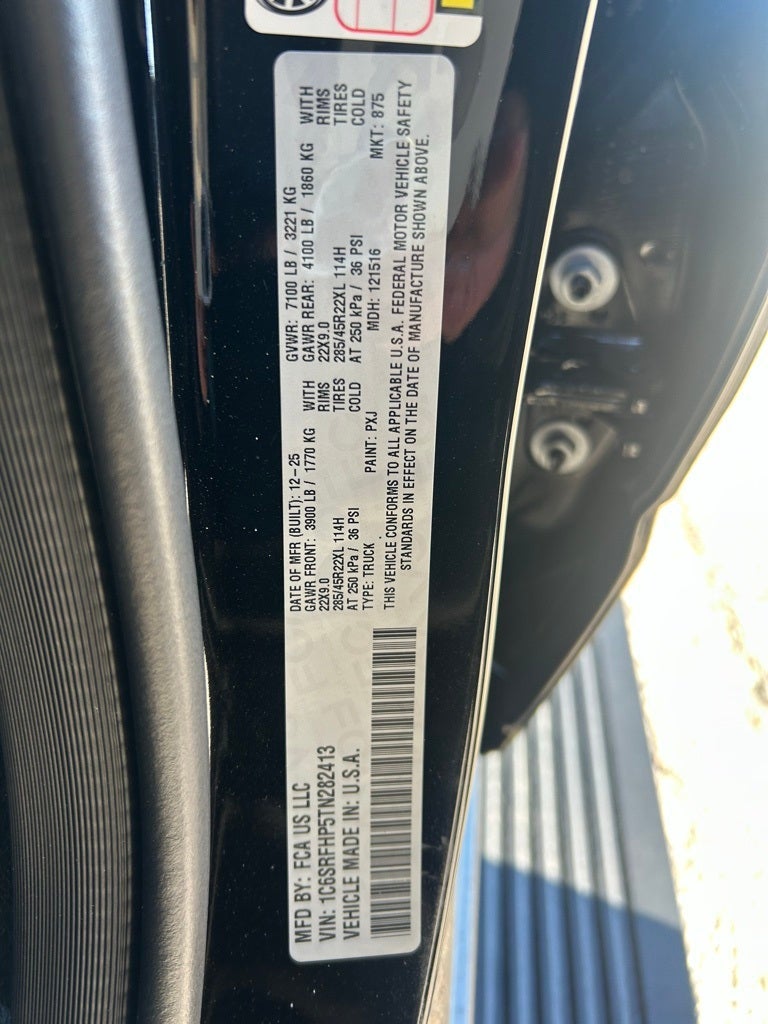 MFD BY: FCA US LLC
VIN: 1C6SRFHP5TN282413
VEHICLE MADE IN: U.S.A.
DATE OF MFR (BUILT): 12-25 GVWR: 7100 LB / 3221 KG
GAWR FRONT: 3900 LB / 1770 KG WITH GAWR REAR: 4100 LB / 1860 KG WITH
22X9.0 RIMS 22X9.0 RIMS
285/45R22XL 114H TIRES 285/45R22XL 114H TIRES
AT 250 kPa / 36 PSI COLD AT 250 kPa / 36 PSI COLD
TYPE: TRUCK PAINT: PXJ MDH: 121516 MKT: 875
THIS VEHICLE CONFORMS TO ALL APPLICABLE U.S.A. FEDERAL MOTOR VEHICLE SAFETY
STANDARDS IN EFFECT ON THE DATE OF MANUFACTURE SHOWN ABOVE.